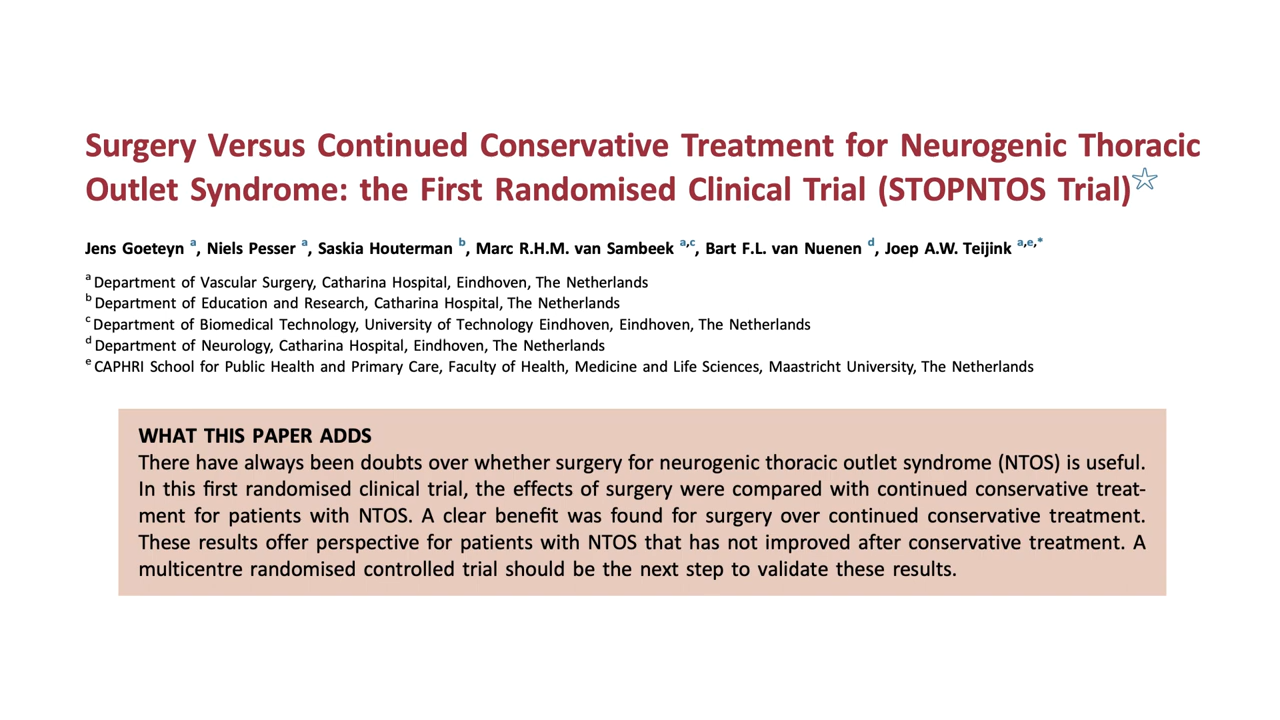 Surgery Versus Continued Conservative Treatment for Neurogenic Thoracic
Outlet Syndrome: the First Randomised Clinical Trial (STOPNTOS Trial)☆
Jens Goeteyn a, Niels Pesser a, Saskia Houterman b, Marc R.H.M. van Sambeek a,c, Bart F.L. van Nuenen d, Joep A.W. Teijink a,e,*
a Department of Vascular Surgery, Catharina Hospital, Eindhoven, The Netherlands
b Department of Education and Research, Catharina Hospital, The Netherlands
c Department of Biomedical Technology, University of Technology Eindhoven, Eindhoven, The Netherlands
d Department of Neurology, Catharina Hospital, Eindhoven, The Netherlands
e CAPHRI School for Public Health and Primary Care, Faculty of Health, Medicine and Life Sciences, Maastricht University, The Netherlands
WHAT THIS PAPER ADDS
There have always been doubts over whether surgery for neurogenic thoracic outlet syndrome (NTOS) is useful.
In this first randomised clinical trial, the effects of surgery were compared with continued conservative treat-
ment for patients with NTOS. A clear benefit was found for surgery over continued conservative treatment.
These results offer perspective for patients with NTOS that has not improved after conservative treatment. A
multicentre randomised controlled trial should be the next step to validate these results.